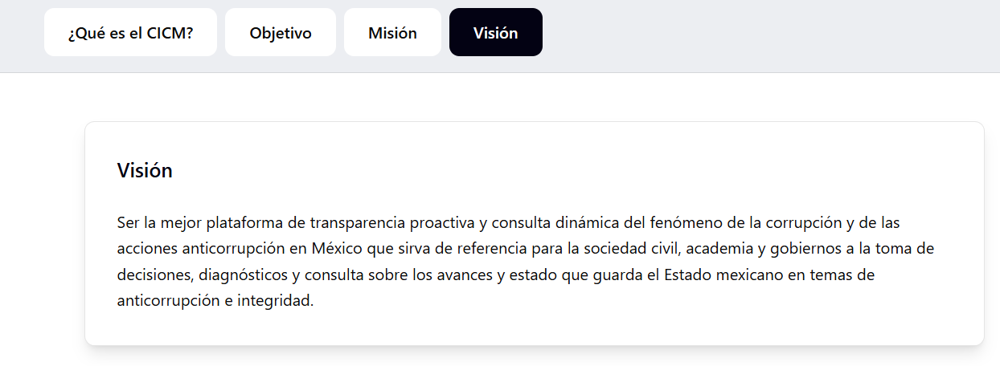 ¿Qué es el CICM?
Objetivo
Misión
Visión
Visión
Ser la mejor plataforma de transparencia proactiva y consulta dinámica del fenómeno de la corrupción y de las
acciones anticorrupción en México que sirva de referencia para la sociedad civil, academia y gobiernos a la toma de
decisiones, diagnósticos y consulta sobre los avances y estado que guarda el Estado mexicano en temas de
anticorrupción e integridad.